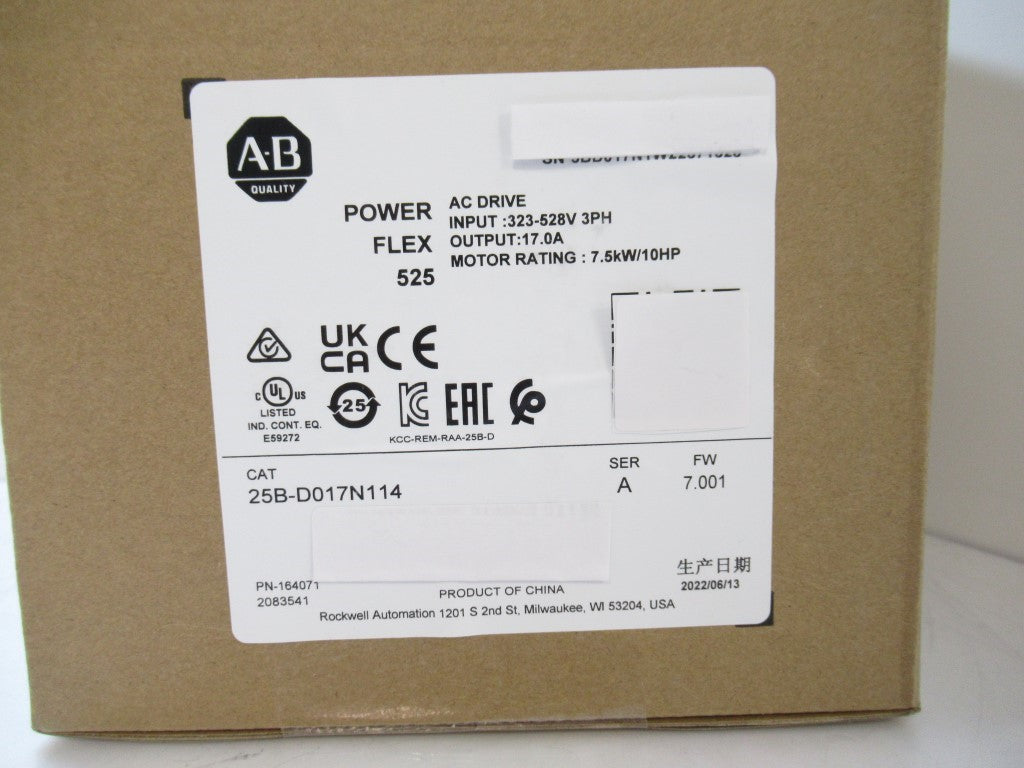 A·B
QUALITY
POWER
FLEX
525
AC DRIVE
INPUT :323-528V 3PH
OUTPUT:17.0A
MOTOR RATING : 7.5kW/10HP
UK
CA CE
C UL US
LISTED
IND. CONT. EQ.
E59272
25
EAC
KCC-REM-RAA-25B-D
CAT
25B-D017N114
SER
A
FW
7.001
PN-164071
2083541
PRODUCT OF CHINA
Rockwell Automation 1201 S 2nd St, Milwaukee, WI 53204, USA
生产日期
2022/06/13